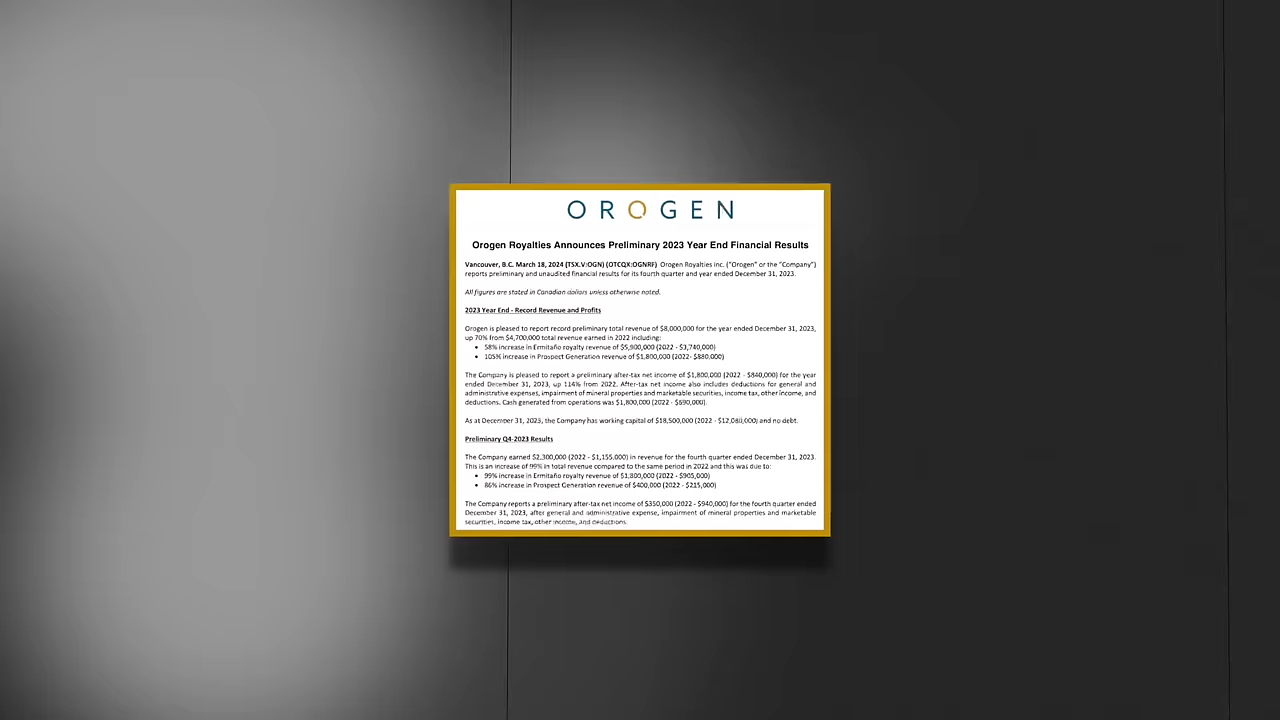 OROGEN
Orogen Royalties Announces Preliminary 2023 Year End Financial Results
Vancouver, B.C. March 18, 2024 (TSX.V:OGN) (OTCQX:OGNRF) Orogen Royalties Inc. ("Orogen" or the "Company")
reports preliminary and unaudited financial results for its fourth quarter and year ended December 31, 2023.
All figures are stated in Canadian dollars unless otherwise noted.
2023 Year End - Record Revenue and Profits
Orogen is pleased to report record preliminary total revenue of $8,000,000 for the year ended December 31, 2023,
up 70% from $4,700,000 total revenue earned in 2022 including:
• 58% increase in Ermitaño royalty revenue of $5,900,000 (2022 - $3,740,000)
• 105% increase in Prospect Generation revenue of $1,800,000 (2022- $880,000)
The Company is pleased to report a preliminary after-tax net income of $1,800,000 (2022 - $840,000) for the year
ended December 31, 2023, up 114% from 2022. After-tax net income also includes deductions for general and
administrative expenses, impairment of mineral properties and marketable securities, income tax, other income, and
deductions. Cash generated from operations was $1,800,000 (2022 - $690,000).
As at December 31, 2023, the Company has working capital of $18,500,000 (2022 - $12,080,000) and no debt.
Preliminary Q4-2023 Results
The Company earned $2,300,000 (2022 - $1,155,000) in revenue for the fourth quarter ended December 31, 2023.
This is an increase of 99% in total revenue compared to the same period in 2022 and this was due to:
• 99% increase in Ermitaño royalty revenue of $1,800,000 (2022 - $905,000)
• 86% increase in Prospect Generation revenue of $400,000 (2022 - $215,000)
The Company reports a preliminary after-tax net income of $350,000 (2022 - $940,000) for the fourth quarter ended
December 31, 2023, after general and administrative expense, impairment of mineral properties and marketable
securities, income tax, other income, and deductions.